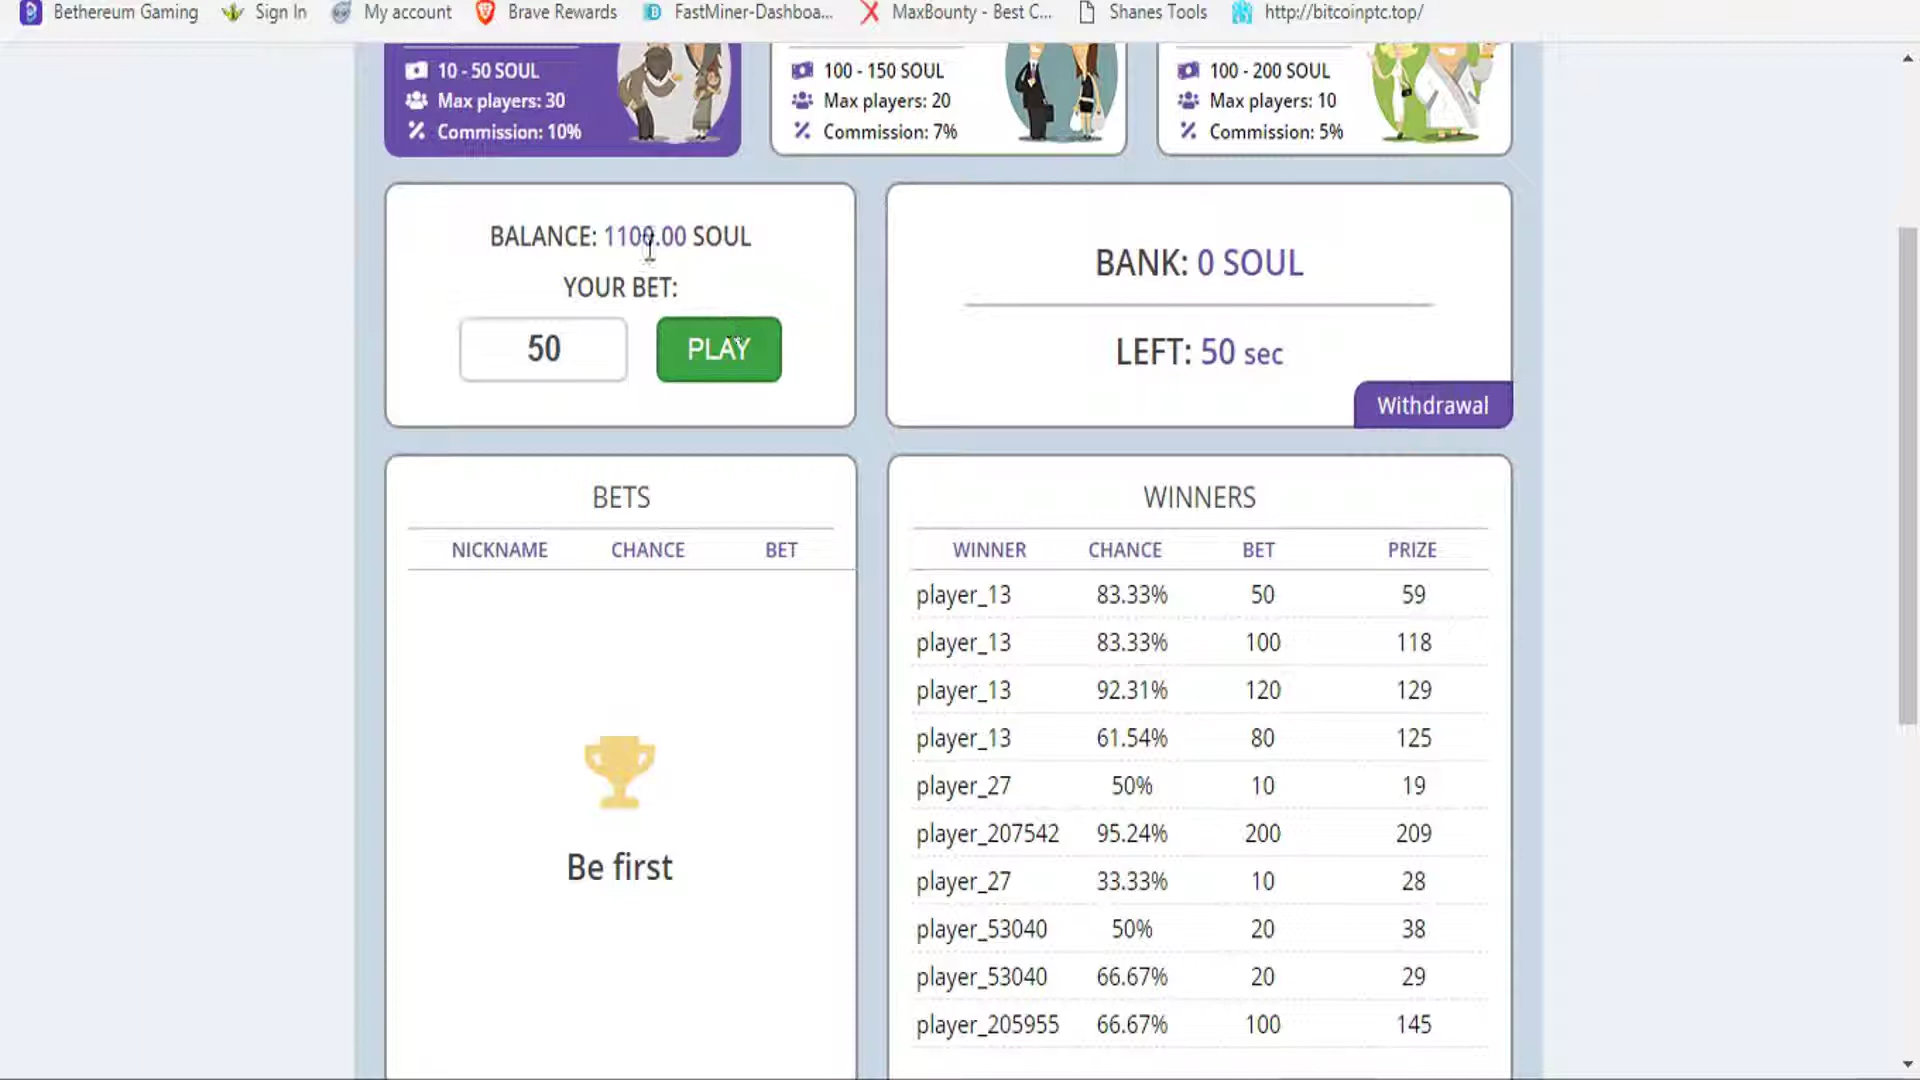 Bethereum Gaming Sign In My account Brave Rewards FastMiner-Dashboa... MaxBounty - Best C... Shanes Tools http://bitcoinptc.top/
10 - 50 SOUL
Max players: 30
Commission: 10%
100 - 150 SOUL
Max players: 20
Commission: 7%
100 - 200 SOUL
Max players: 10
Commission: 5%
BALANCE: 1100.00 SOUL
YOUR BET:
50 PLAY
BANK: 0 SOUL
LEFT: 50 sec
Withdrawal
BETS
NICKNAME CHANCE BET
Be first
WINNERS
WINNER CHANCE BET PRIZE
player_13 83.33% 50 59
player_13 83.33% 100 118
player_13 92.31% 120 129
player_13 61.54% 80 125
player_27 50% 10 19
player_207542 95.24% 200 209
player_27 33.33% 10 28
player_53040 50% 20 38
player_53040 66.67% 20 29
player_205955 66.67% 100 145